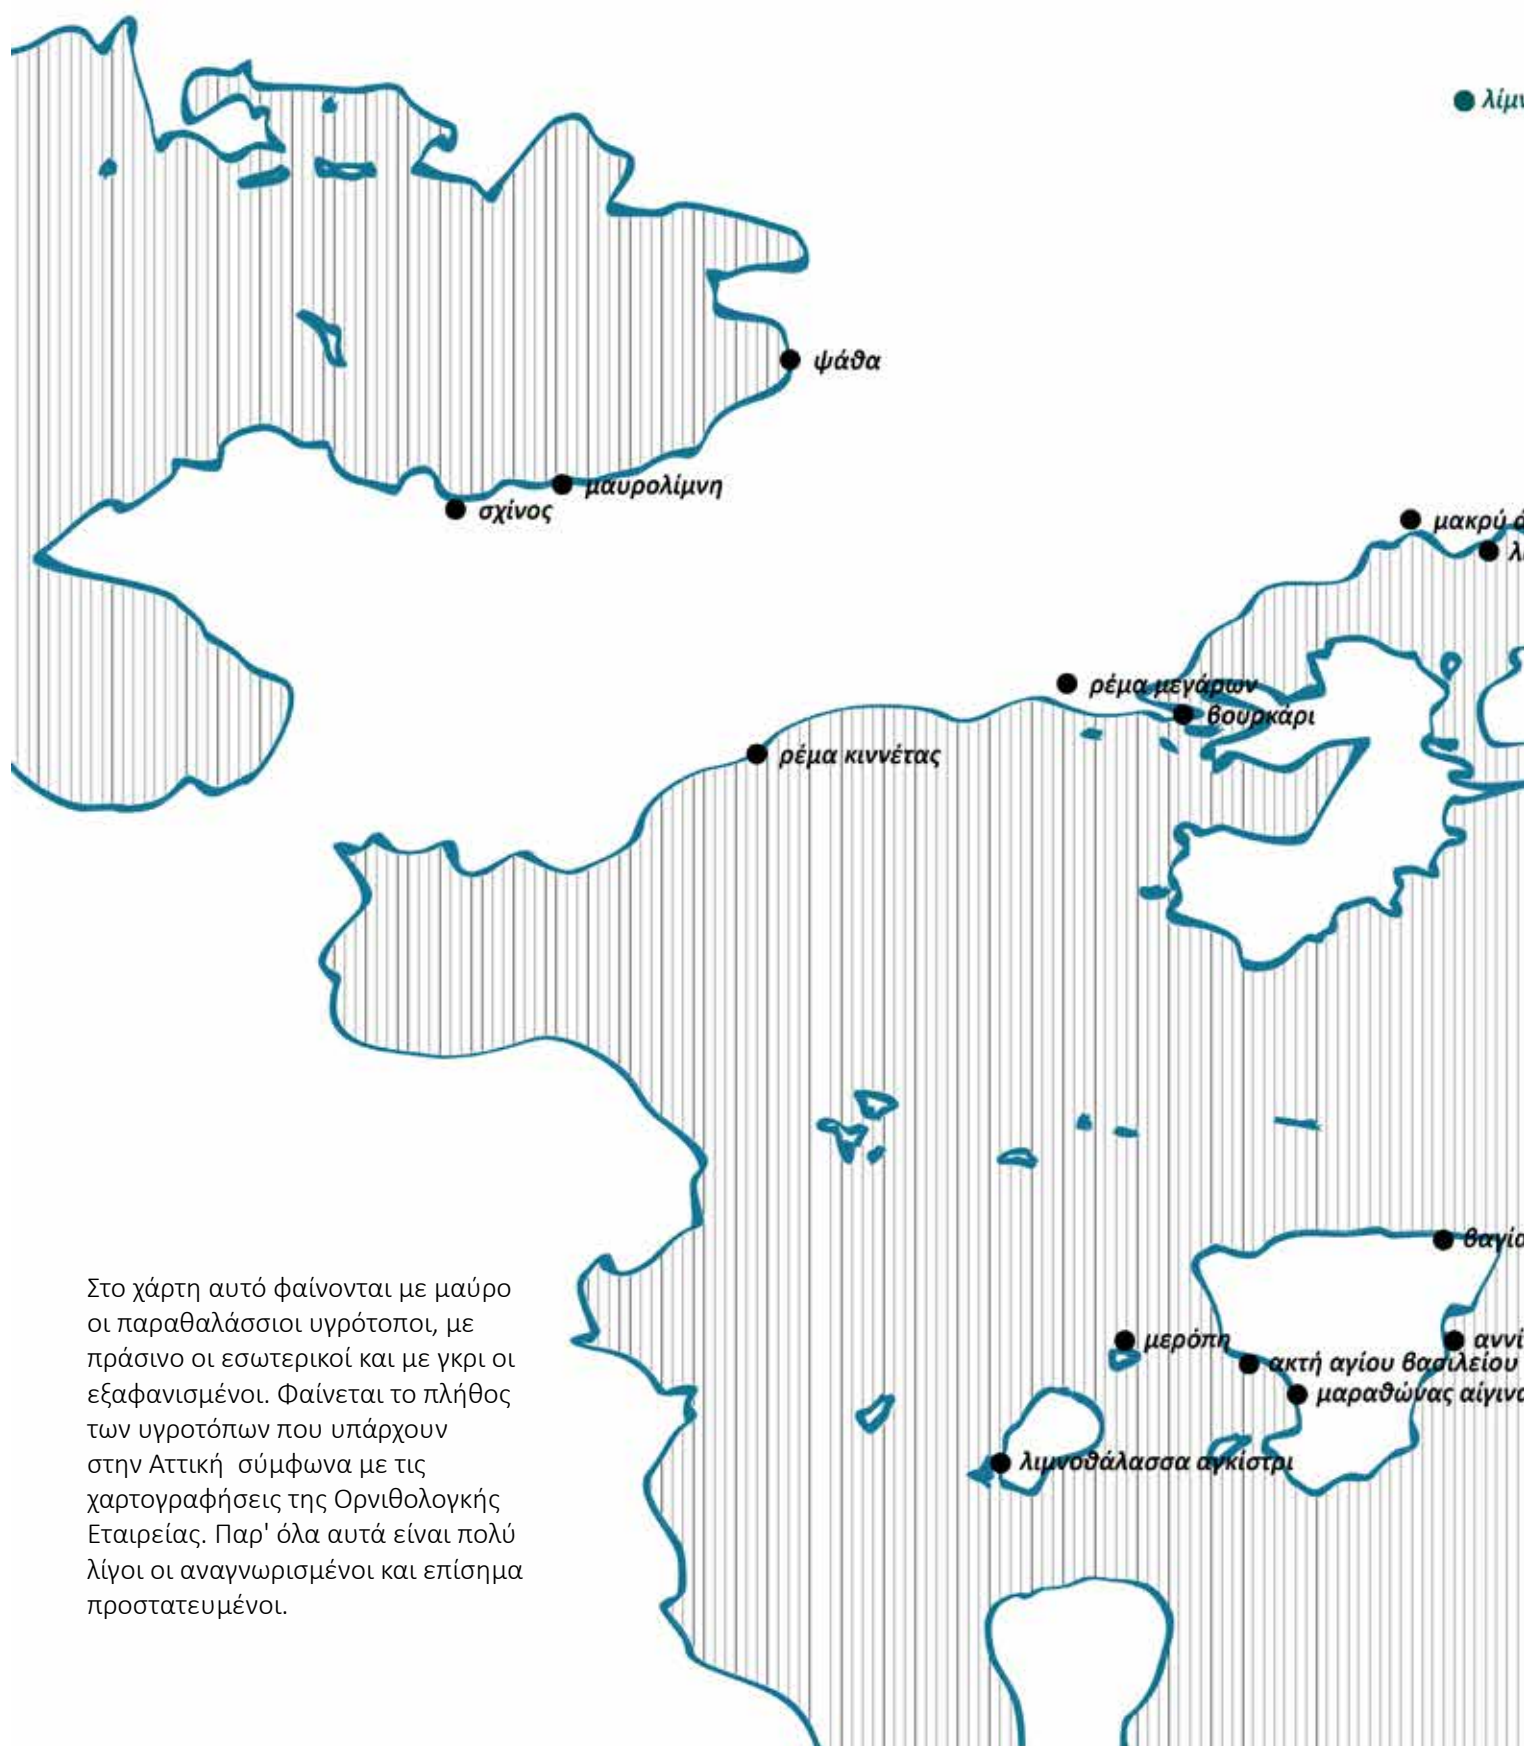 λίμν
ψάθα
μαυρολίμνη
σχίνος
μακρύ
ρέμα μεγάρων
βουρκάρι
ρέμα κιννέτας
βαγία
μερόπη
αννί
ακτή αγίου βασιλείου
μαραθώνας αίγινα
λιμνοθάλασσα αγκίστρι
Στο χάρτη αυτό φαίνονται με μαύρο
οι παραθαλάσσιοι υγρότοποι, με
πράσινο οι εσωτερικοί και με γκρι οι
εξαφανισμένοι. Φαίνεται το πλήθος
των υγροτόπων που υπάρχουν
στην Αττική σύμφωνα με τις
χαρτογραφήσεις της Ορνιθολογκής
Εταιρείας. Παρ' όλα αυτά είναι πολύ
λίγοι οι αναγνωρισμένοι και επίσημα
προστατευμένοι.